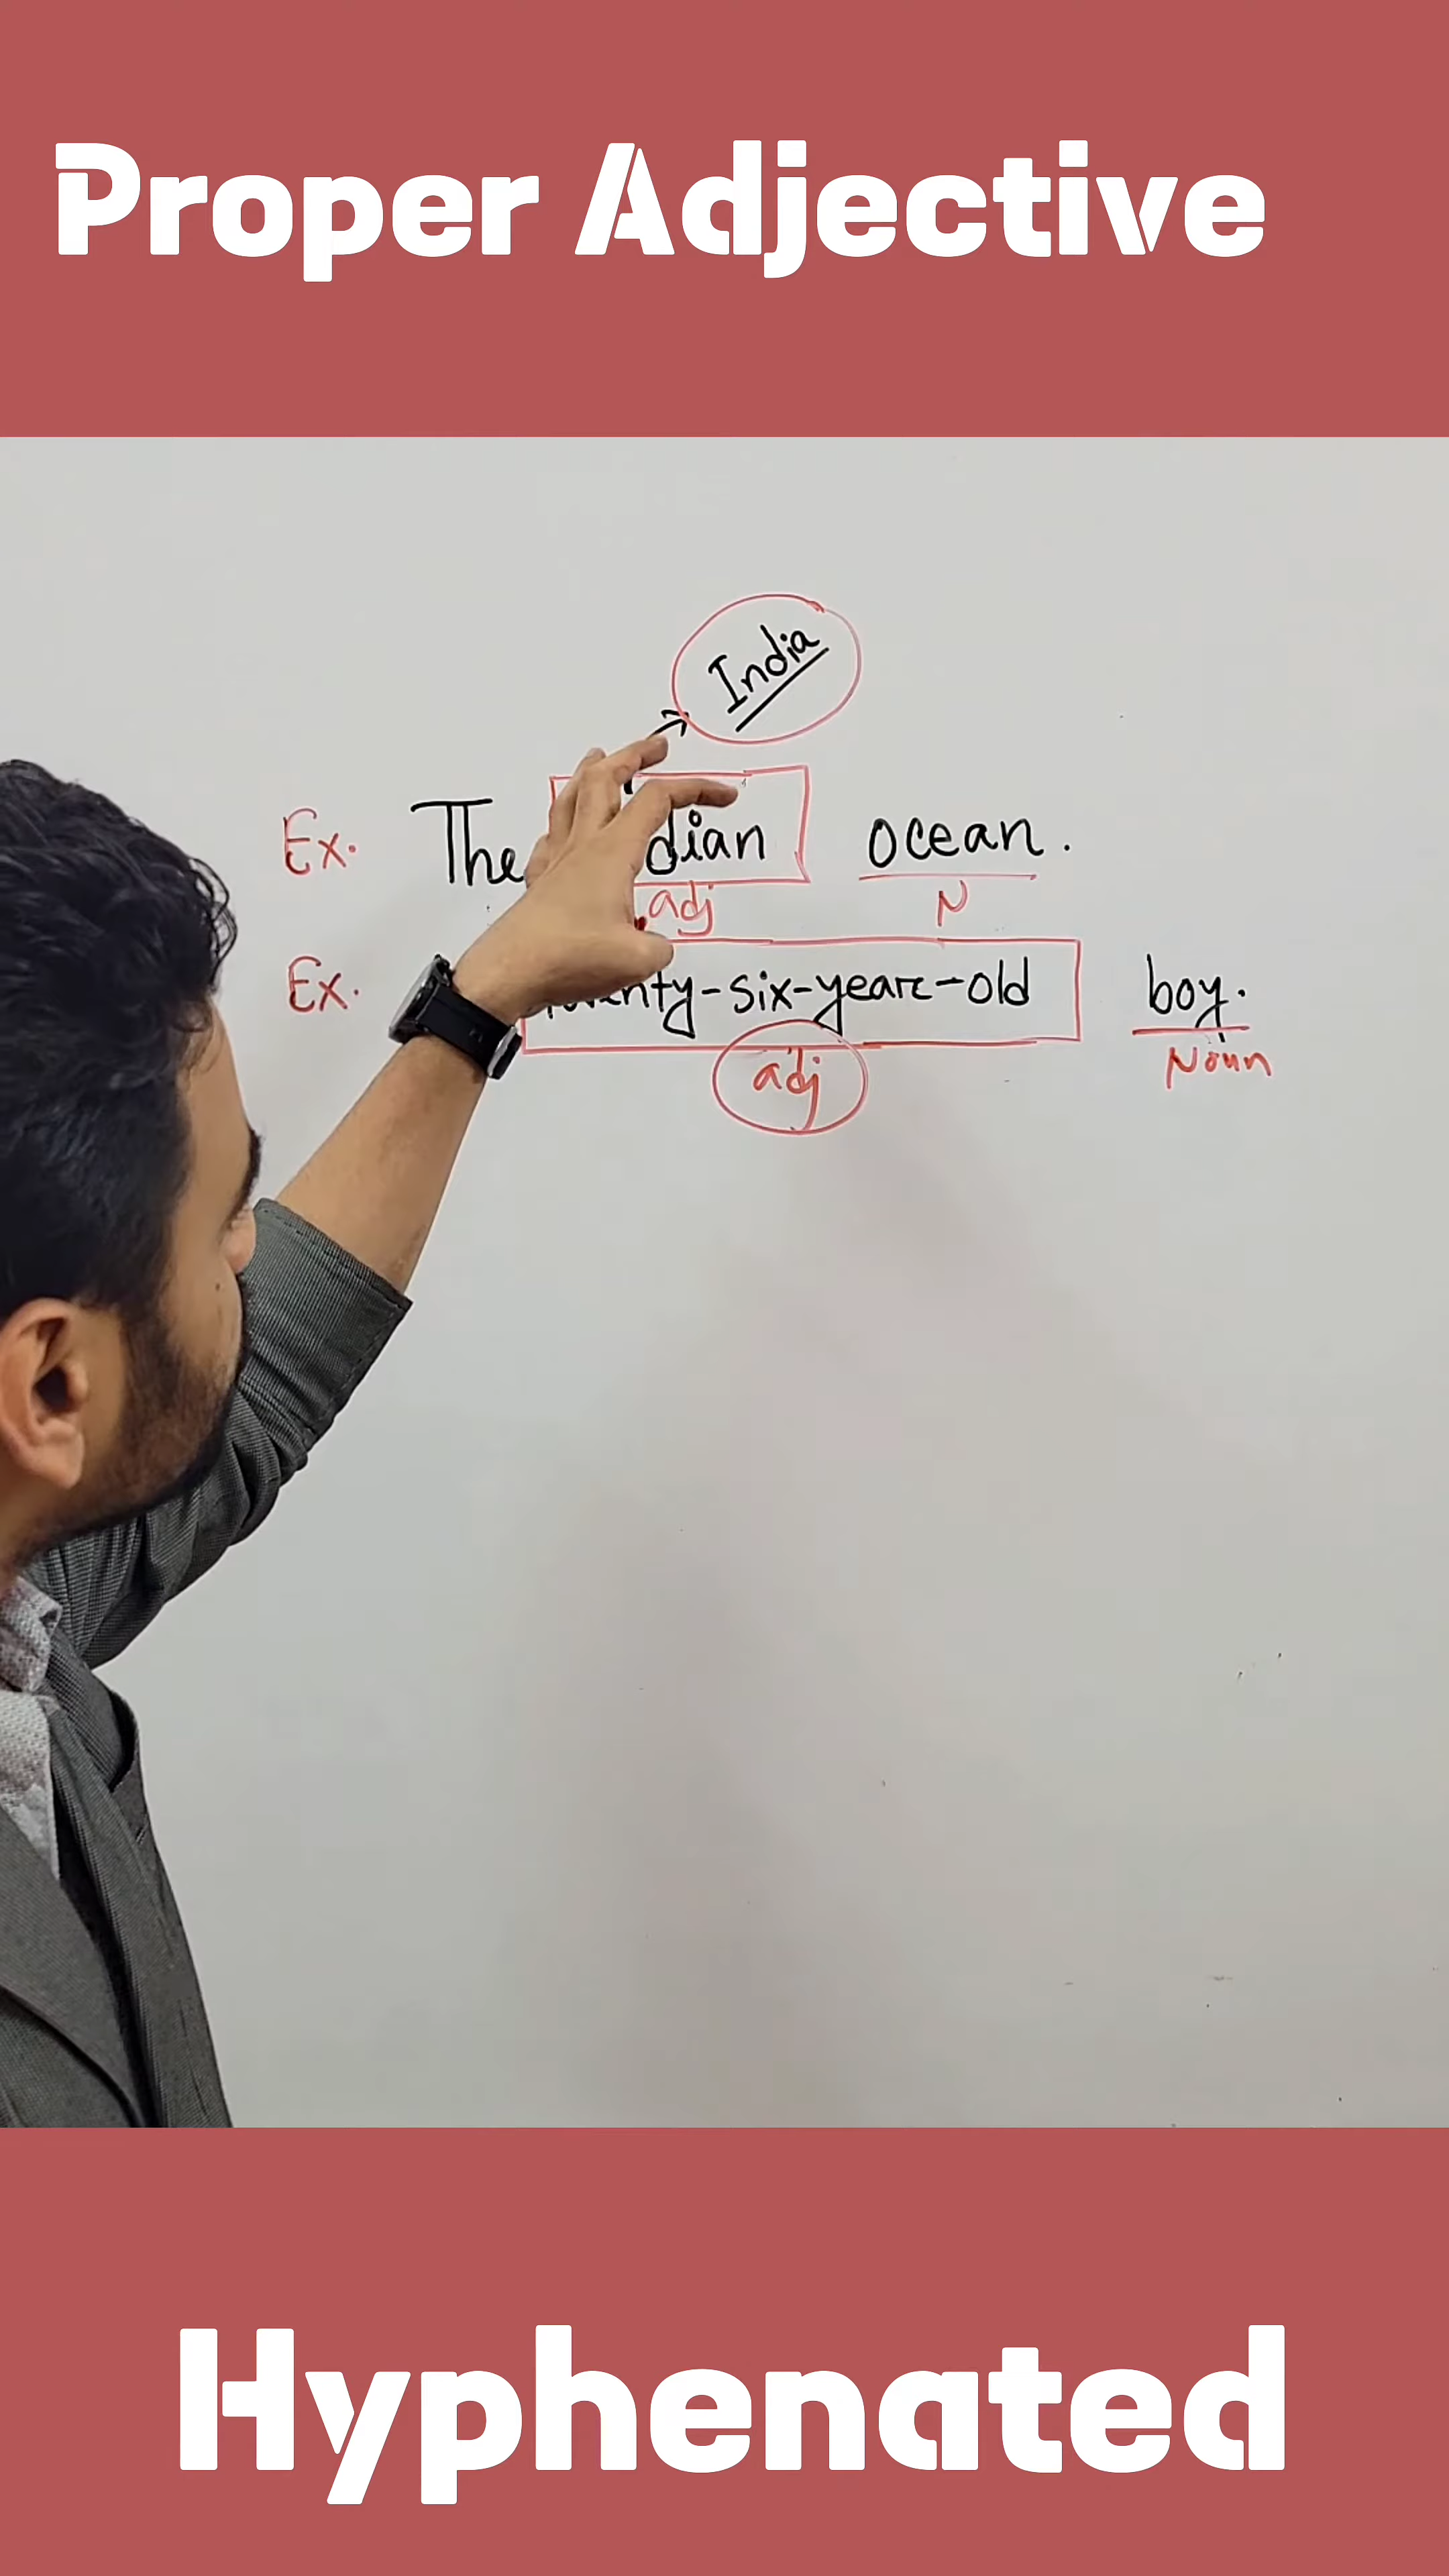 Proper Adjective
India
Ex. The dian ocean.
adj N
Ex. nty-six-year-old boy.
adj Noun
Hyphenated